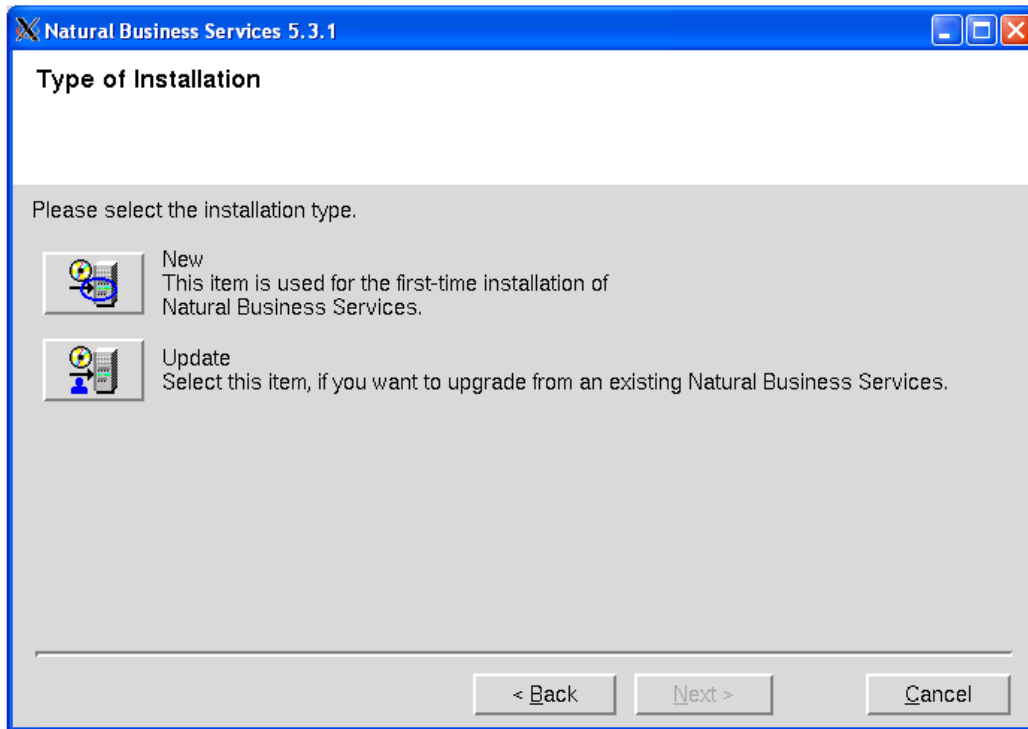 Natural Business Services 5.3.1
Type of Installation
Please select the installation type.
New
This item is used for the first-time installation of
Natural Business Services.
Update
Select this item, if you want to upgrade from an existing Natural Business Services.
< Back
Next >
Cancel